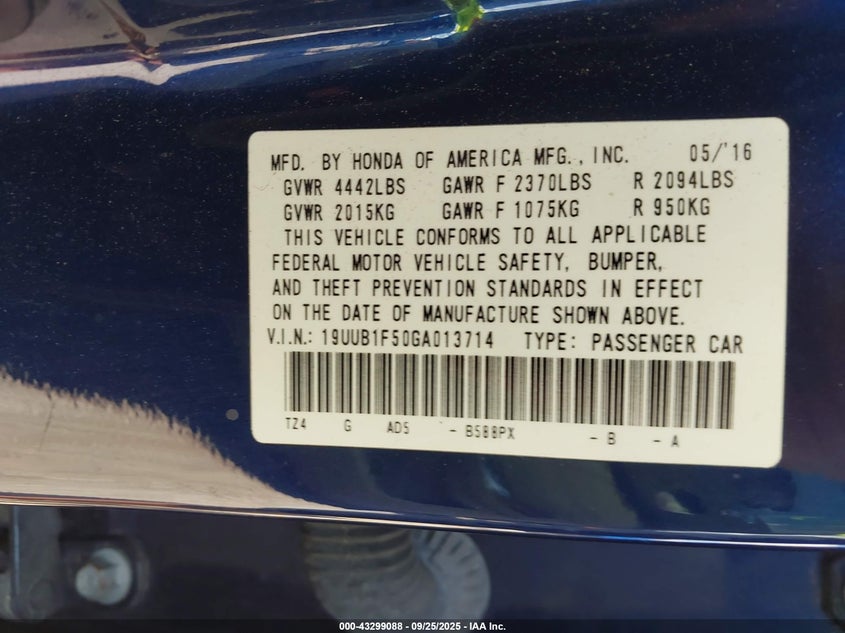 MFD. BY HONDA OF AMERICA MFG., INC. 05/'16
GVWR 4442LBS GAWR F 2370LBS R 2094LBS
GVWR 2015KG GAWR F 1075KG R 950KG
THIS VEHICLE CONFORMS TO ALL APPLICABLE
FEDERAL MOTOR VEHICLE SAFETY, BUMPER,
AND THEFT PREVENTION STANDARDS IN EFFECT
ON THE DATE OF MANUFACTURE SHOWN ABOVE.
V.I.N.: 19UUB1F50GA013714 TYPE: PASSENGER CAR
TZ4 G AD5 - B588PX - B - A
000-43299088 - 09/25/2025 - IAA Inc.